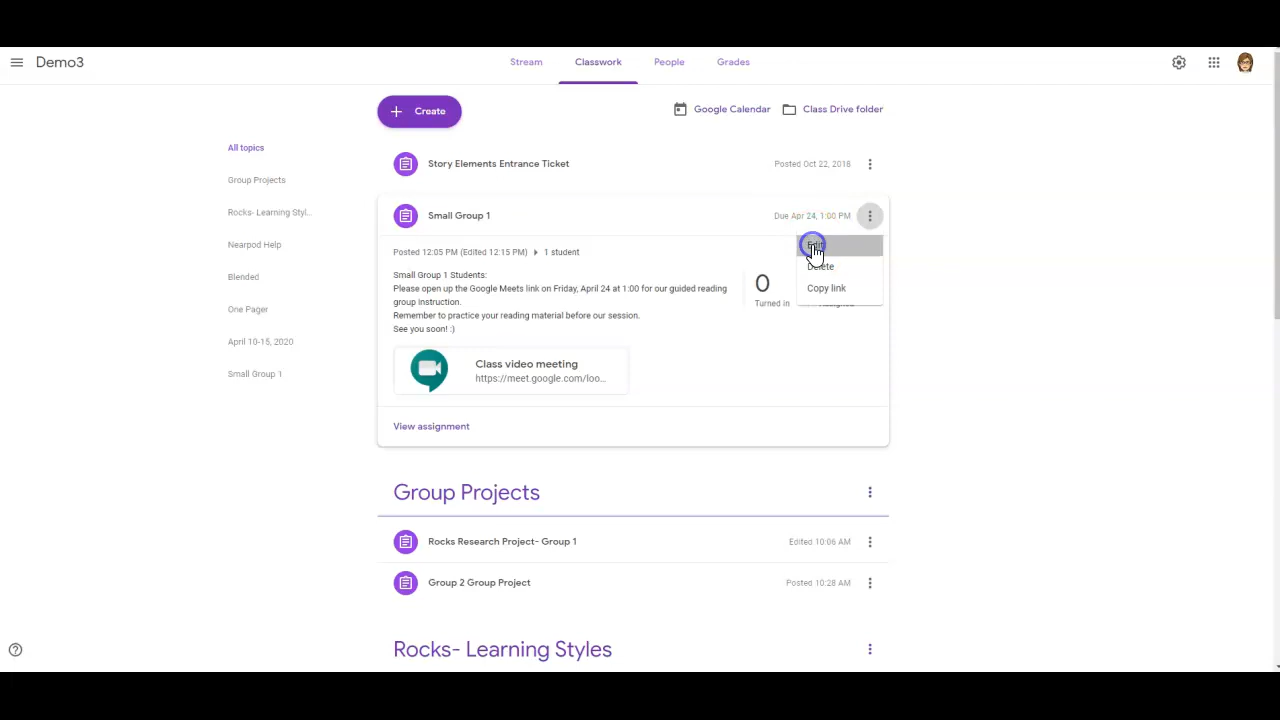 Demo3
Stream
Classwork
People
Grades
Create
Google Calendar
Class Drive folder
All topics
Group Projects
Rocks- Learning Styl...
Nearpod Help
Blended
One Pager
April 10-15, 2020
Small Group 1
Story Elements Entrance Ticket
Posted Oct 22, 2018
Small Group 1
Due Apr 24, 1:00 PM
Edit
Delete
Copy link
Posted 12:05 PM (Edited 12:15 PM)
1 student
Small Group 1 Students:
Please open up the Google Meets link on Friday, April 24 at 1:00 for our guided reading
group instruction.
Remember to practice your reading material before our session.
See you soon! :)
0
Turned in
Class video meeting
https://meet.google.com/loo...
View assignment
Group Projects
Rocks Research Project- Group 1
Edited 10:06 AM
Group 2 Group Project
Posted 10:28 AM
Rocks- Learning Styles